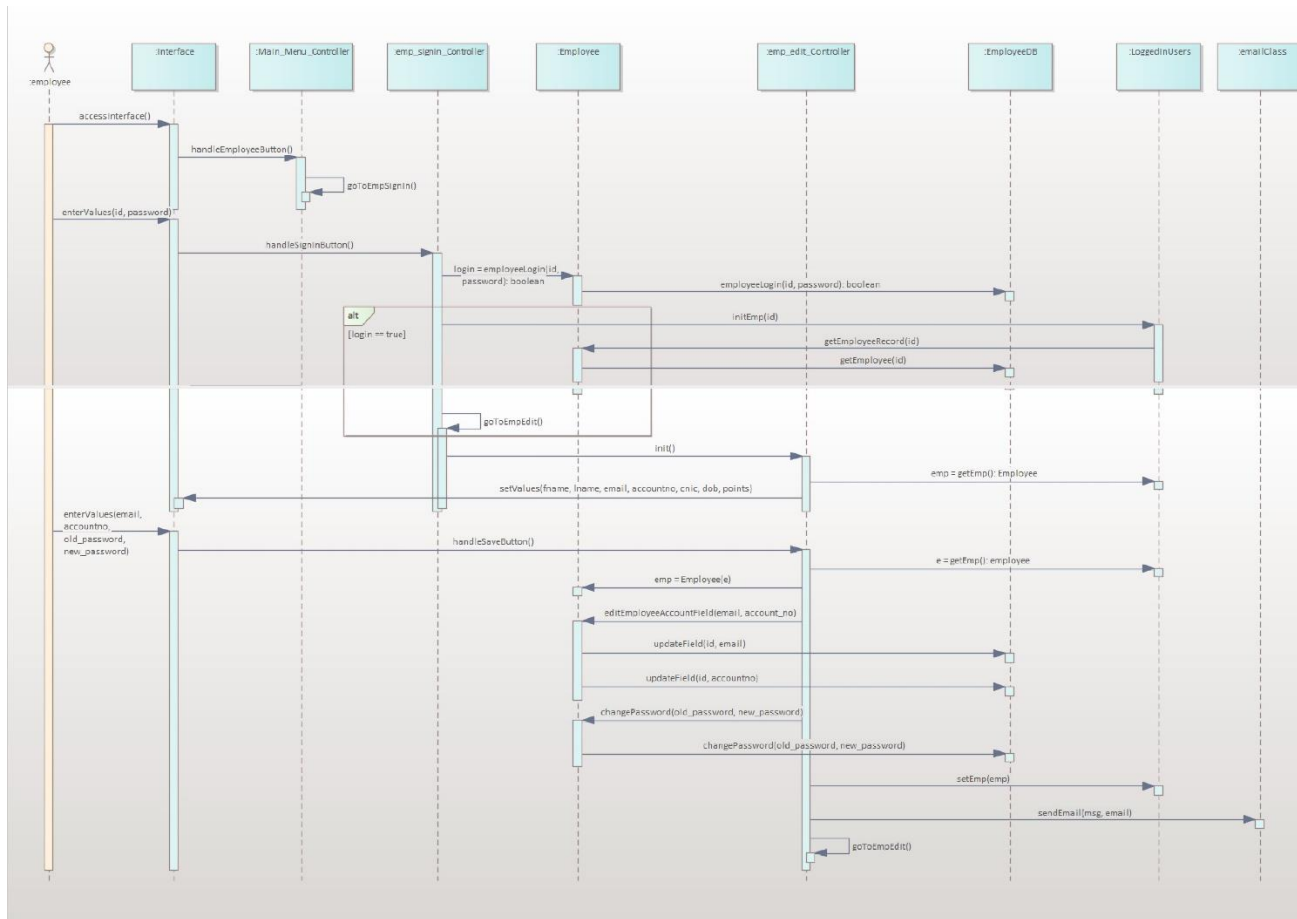 :Interface
:Main_Menu_Controller
:emp_signIn_Controller
:Employee
:emp_edit_Controller
:EmployeeDB
:LoggedInUsers
:emailClass
:employee
accessInterface()
handleEmployeeButton()
goToEmpSignIn()
enterValues(id, password)
handleSignInButton()
login = employeeLogin(id,
password): boolean
employeeLogin(id, password): boolean
alt
[login == true]
initEmp(id)
getEmployeeRecord(id)
getEmployee(id)
goToEmpEdit()
init()
emp = getEmp(): Employee
setValues(fname, lname, email, accountno, cnic, dob, points)
enterValues(email,
accountno,
old_password,
new_password)
handleSaveButton()
e = getEmp(): employee
emp = Employee(e)
editEmployeeAccountField(email, account_no)
updateField(id, email)
updateField(id, accountno)
changePassword(old_password, new_password)
changePassword(old_password, new_password)
setEmp(emp)
sendEmail(msg, email)
goToEmpEdit()